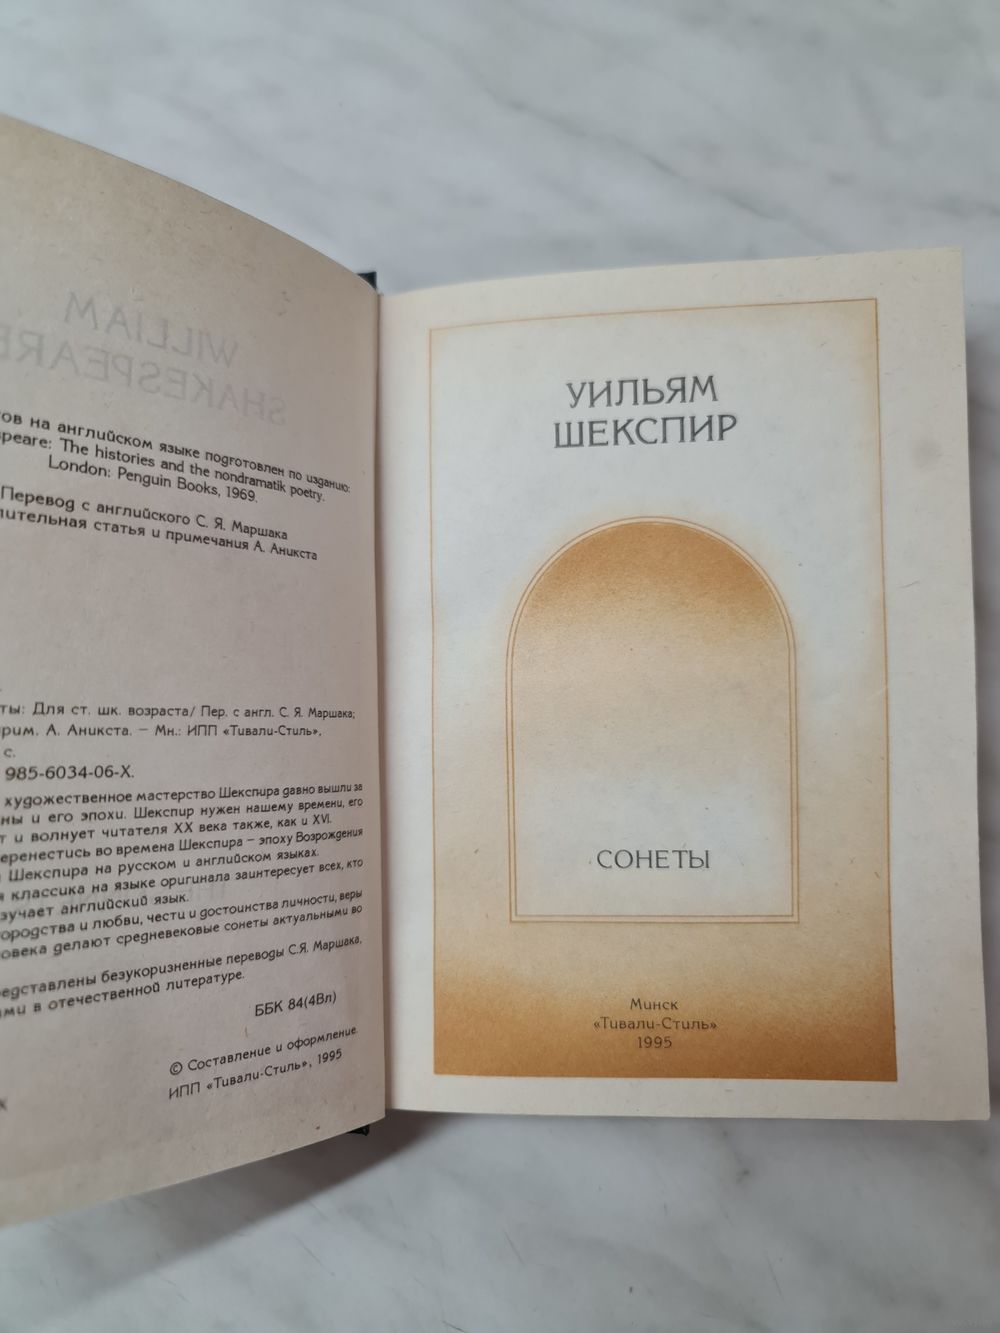 WILLIAM
ов на английском языке подготовлен по изданию:
peare: The histories and the nondramatik poetry.
London: Penguin Books, 1969.
Перевод с английского С. Я. Маршака
ительная статья и примечания А. Аникста
ты: Для ст. шк. возраста/ Пер. с англ. С. Я. Маршака;
рим. А. Аникста. – Мн.: ИПП «Тивали-Стиль»,
с.
985-6034-06-X.
художественное мастерство Шекспира давно вышли за
ны и его эпохи. Шекспир нужен нашему времени, его
т и волнует читателя XX века также, как и XVI.
еренестись во времена Шекспира – эпоху Возрождения
Шекспира на русском и английском языках.
я классика на языке оригинала заинтересует всех, кто
зучает английский язык.
ородства и любви, чести и достоинства личности, веры
овека делают средневековые сонеты актуальными во
едставлены безукоризненные переводы С.Я. Маршака,
ми в отечественной литературе.
ББК 84(4Вл)
© Составление и оформление.
ИПП «Тивали-Стиль», 1995
УИЛЬЯМ
ШЕКСПИР
СОНЕТЫ
Минск
«Тивали-Стиль»
1995